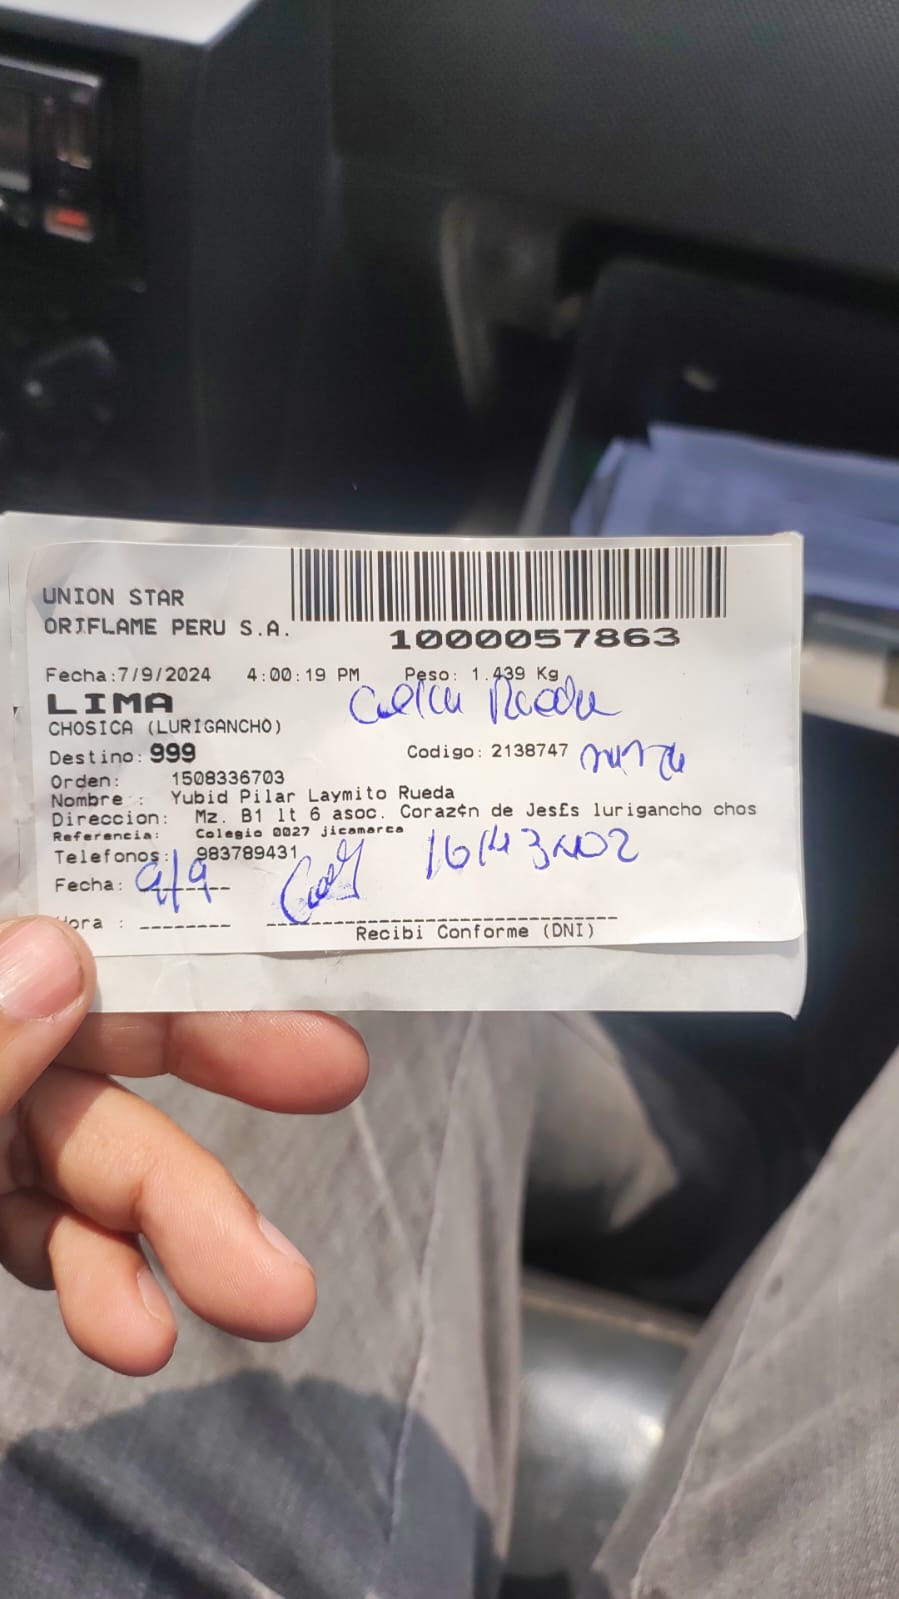 UNION STAR
ORIFLAME PERU S.A.
1000057863
Fecha:7/9/2024 4:00:19 PM Peso: 1.439 Kg
LIMA
CHOSICA (LURIGANCHO)
Destino: 999 Codigo: 2138747
Orden: 1508336703
Nombre : Yubid Pilar Laymito Rueda
Direccion: Mz. B1 lt 6 asoc. Coraz¢n de Jes£s lurigancho chos
Referencia: Colegio 0027 jicamarca
Telefonos: 983789431
Fecha: 9/9
Hora :
Recibi Conforme (DNI)